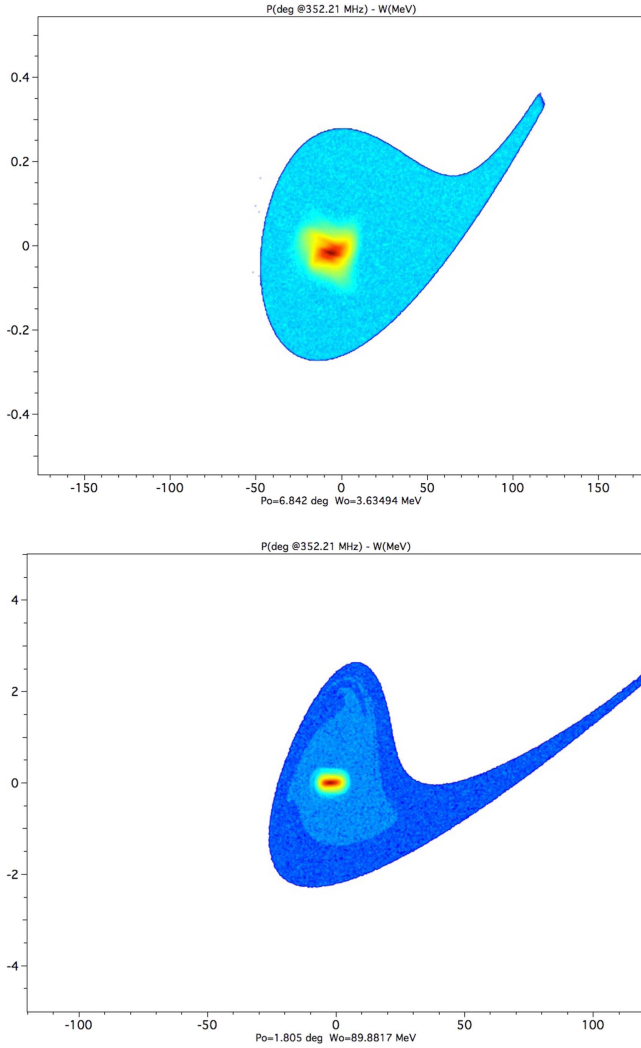 P(deg @352.21 MHz) - W(MeV)
0.4
0.2
0
-0.2
-0.4
-150 -100 -50 0 50 100 150
Po=6.842 deg Wo=3.63494 MeV
P(deg @352.21 MHz) - W(MeV)
4
2
0
-2
-4
-100 -50 0 50 100
Po=1.805 deg Wo=89.8817 MeV